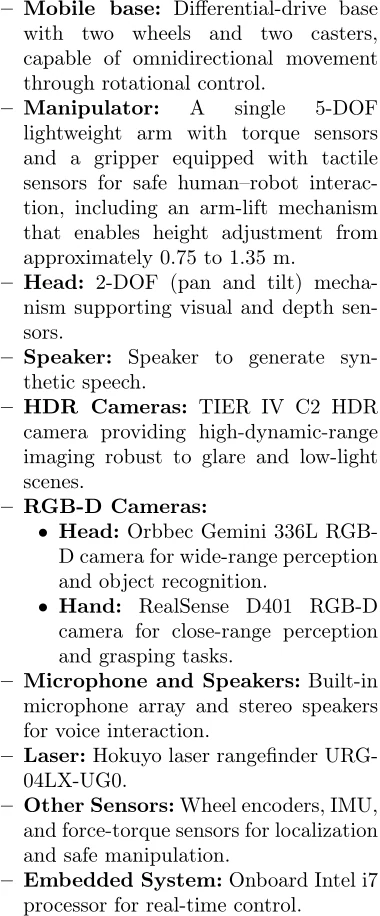 – Mobile base: Differential-drive base
with two wheels and two casters,
capable of omnidirectional movement
through rotational control.
– Manipulator: A single 5-DOF
lightweight arm with torque sensors
and a gripper equipped with tactile
sensors for safe human–robot interac-
tion, including an arm-lift mechanism
that enables height adjustment from
approximately 0.75 to 1.35 m.
– Head: 2-DOF (pan and tilt) mecha-
nism supporting visual and depth sen-
sors.
– Speaker: Speaker to generate syn-
thetic speech.
– HDR Cameras: TIER IV C2 HDR
camera providing high-dynamic-range
imaging robust to glare and low-light
scenes.
– RGB-D Cameras:
• Head: Orbbec Gemini 336L RGB-
D camera for wide-range perception
and object recognition.
• Hand: RealSense D401 RGB-D
camera for close-range perception
and grasping tasks.
– Microphone and Speakers: Built-in
microphone array and stereo speakers
for voice interaction.
– Laser: Hokuyo laser rangefinder URG-
04LX-UG0.
– Other Sensors: Wheel encoders, IMU,
and force-torque sensors for localization
and safe manipulation.
– Embedded System: Onboard Intel i7
processor for real-time control.